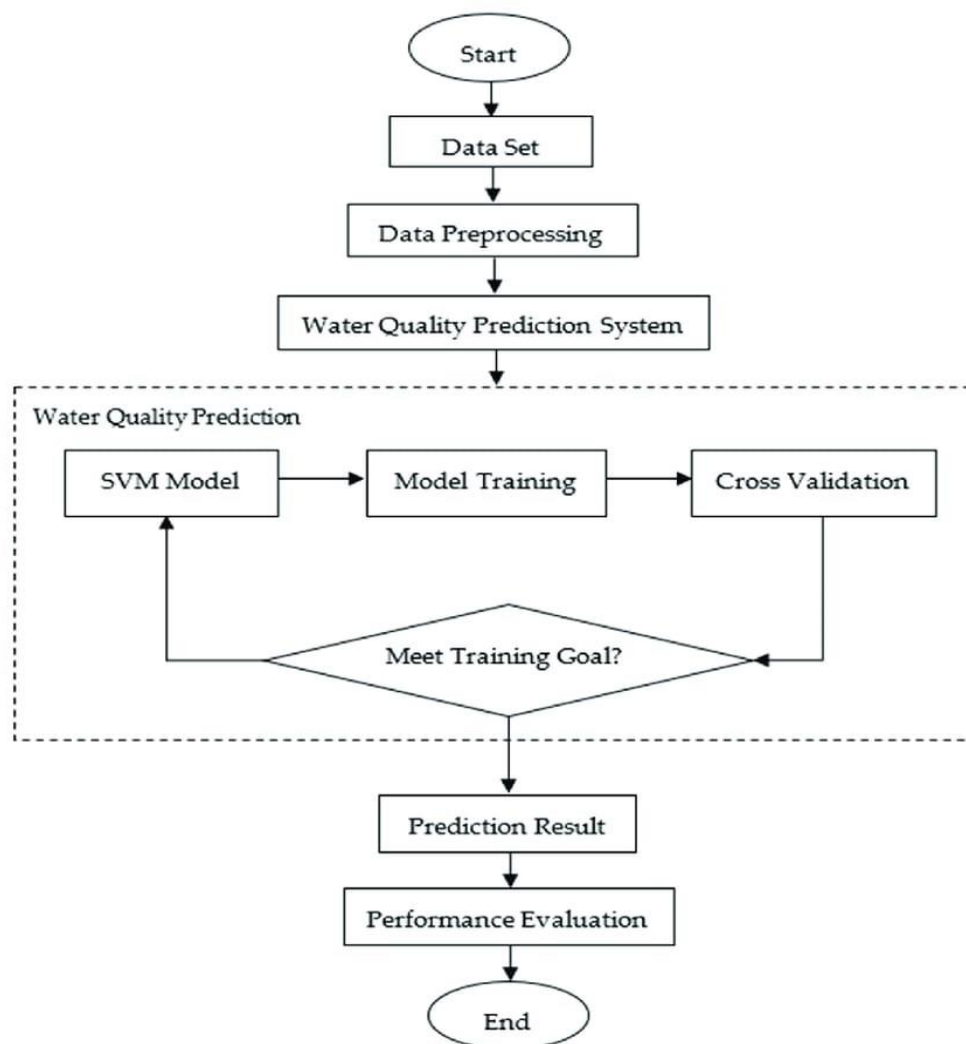 Start
Data Set
Data Preprocessing
Water Quality Prediction System
Water Quality Prediction
SVM Model
Model Training
Cross Validation
Meet Training Goal?
Prediction Result
Performance Evaluation
End